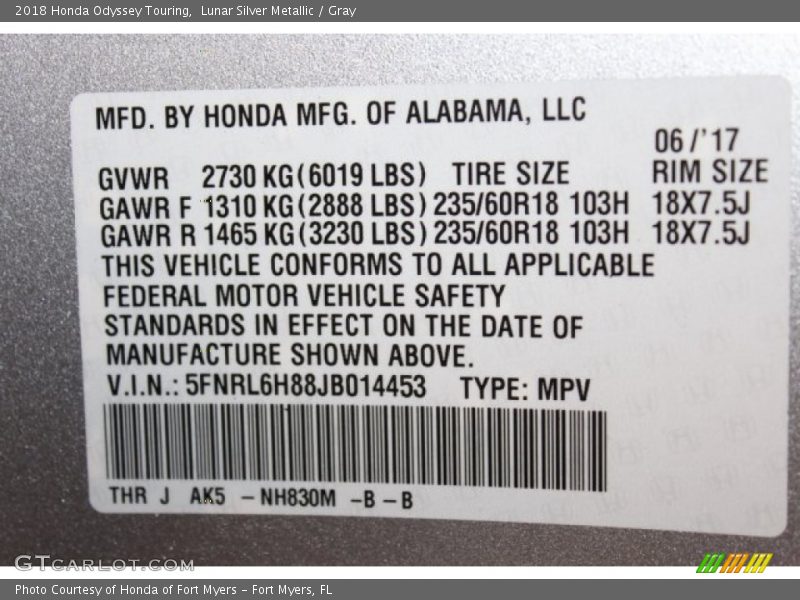 2018 Honda Odyssey Touring,  Lunar Silver Metallic / Gray
MFD. BY HONDA MFG. OF ALABAMA, LLC
06/'17
GVWR 2730 KG(6019 LBS) TIRE SIZE RIM SIZE
GAWR F 1310 KG(2888 LBS) 235/60R18 103H 18X7.5J
GAWR R 1465 KG(3230 LBS) 235/60R18 103H 18X7.5J
THIS VEHICLE CONFORMS TO ALL APPLICABLE
FEDERAL MOTOR VEHICLE SAFETY
STANDARDS IN EFFECT ON THE DATE OF
MANUFACTURE SHOWN ABOVE.
V.I.N.: 5FNRL6H88JB014453 TYPE: MPV
THR J AK5 -NH830M -B-B
GTCARLOT.COM
Photo Courtesy of Honda of Fort Myers - Fort Myers, FL